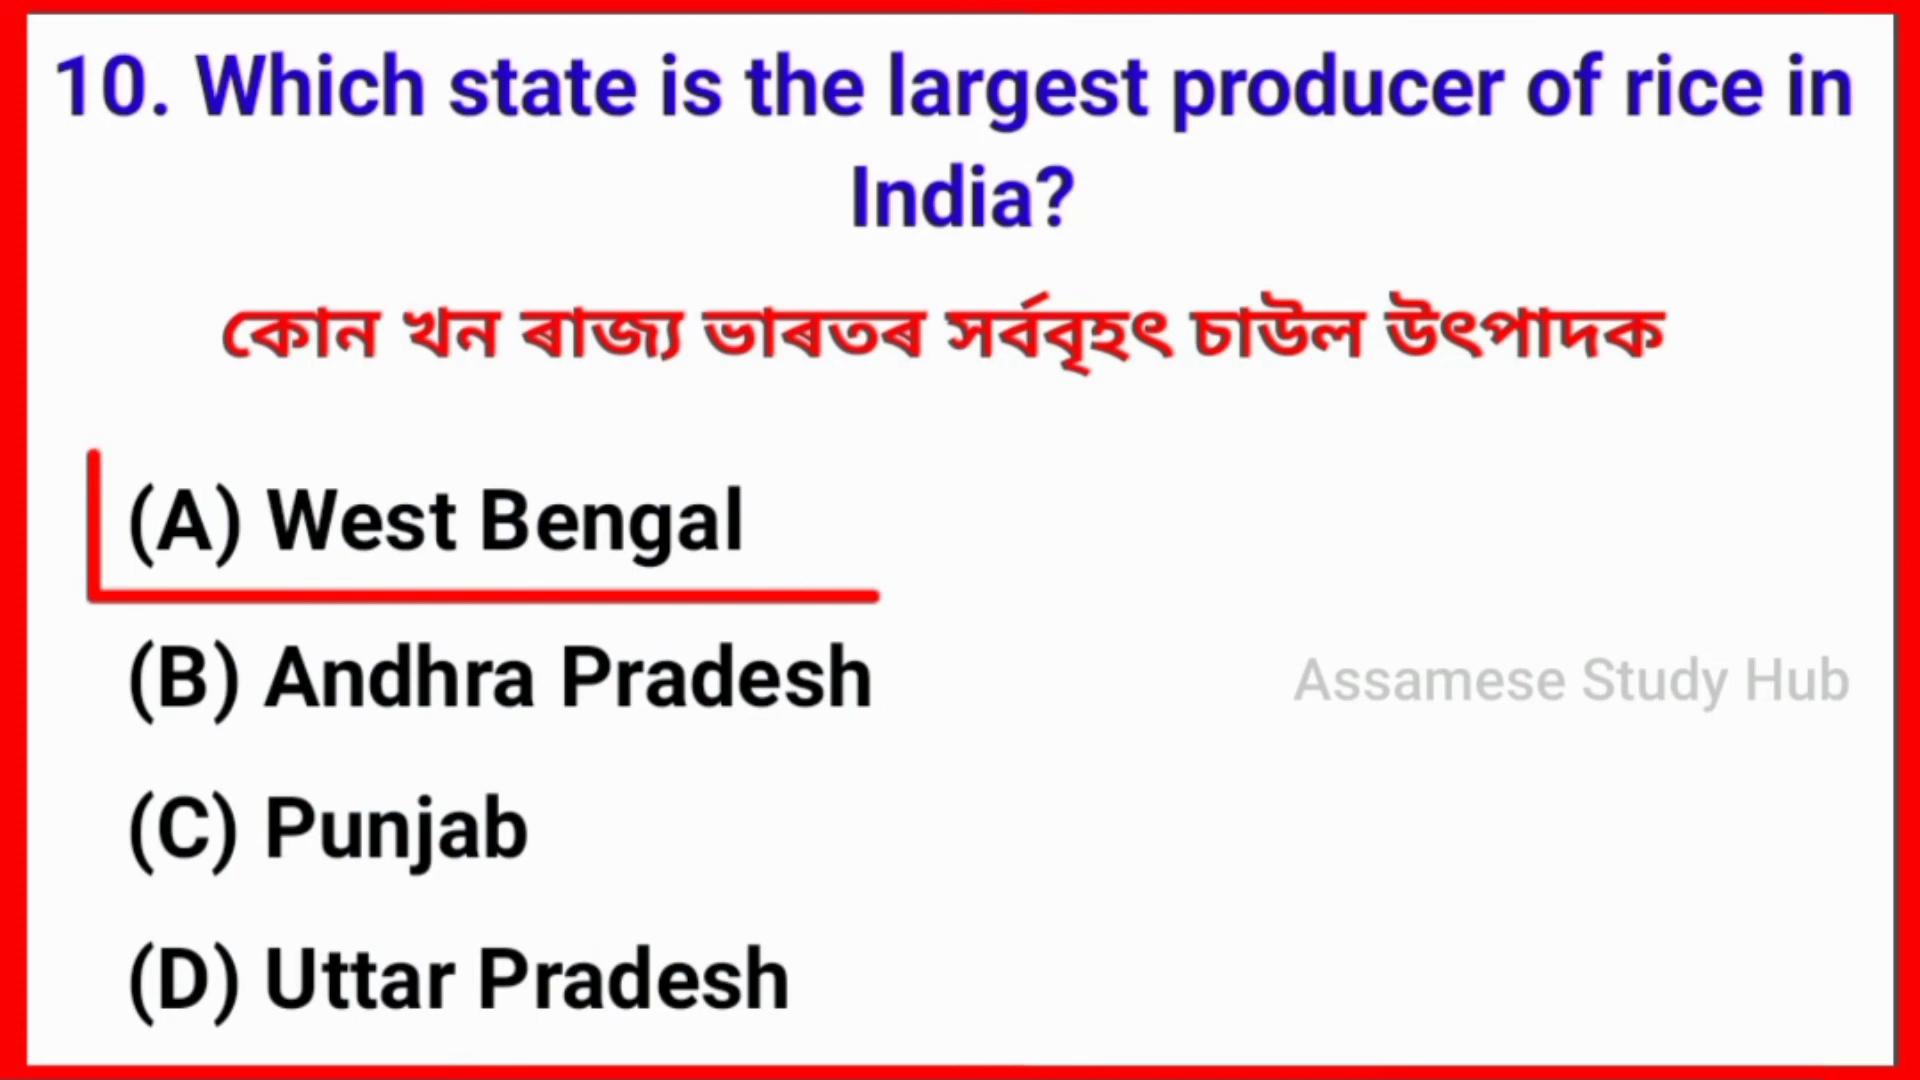 10. Which state is the largest producer of rice in
India?
কোন খন ৰাজ্য ভাৰতৰ সৰ্ববৃহৎ চাউল উৎপাদক
(A) West Bengal
(B) Andhra Pradesh
Assamese Study Hub
(C) Punjab
(D) Uttar Pradesh